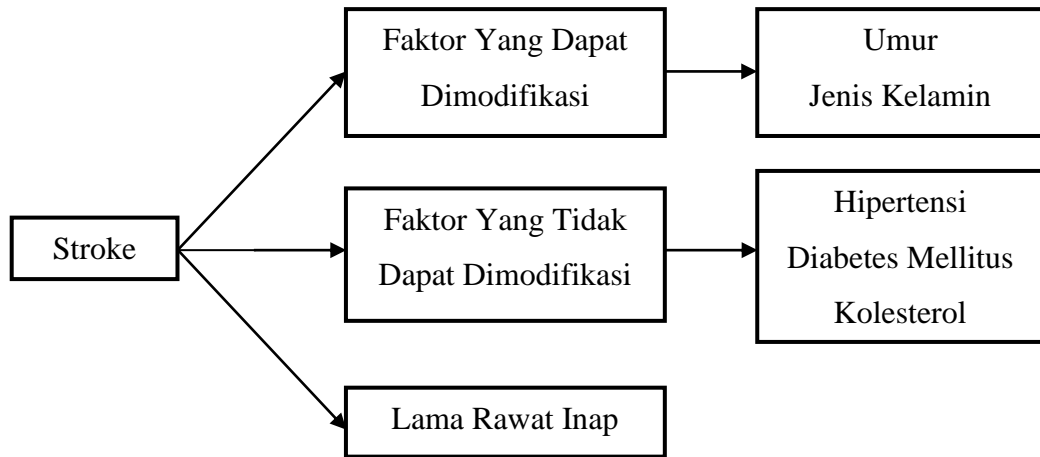 Faktor Yang Dapat
Dimodifikasi
Umur
Jenis Kelamin
Stroke
Faktor Yang Tidak
Dapat Dimodifikasi
Hipertensi
Diabetes Mellitus
Kolesterol
Lama Rawat Inap